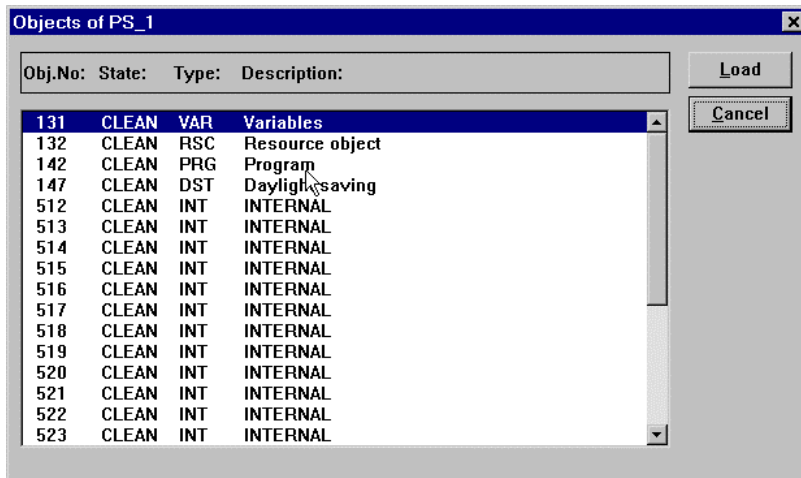 Objects of PS_1
Obj.No: State: Type: Description:
Load
Cancel
131 CLEAN VAR Variables
132 CLEAN RSC Resource object
142 CLEAN PRG Program
147 CLEAN DST Daylight saving
512 CLEAN INT INTERNAL
513 CLEAN INT INTERNAL
514 CLEAN INT INTERNAL
515 CLEAN INT INTERNAL
516 CLEAN INT INTERNAL
517 CLEAN INT INTERNAL
518 CLEAN INT INTERNAL
519 CLEAN INT INTERNAL
520 CLEAN INT INTERNAL
521 CLEAN INT INTERNAL
522 CLEAN INT INTERNAL
523 CLEAN INT INTERNAL